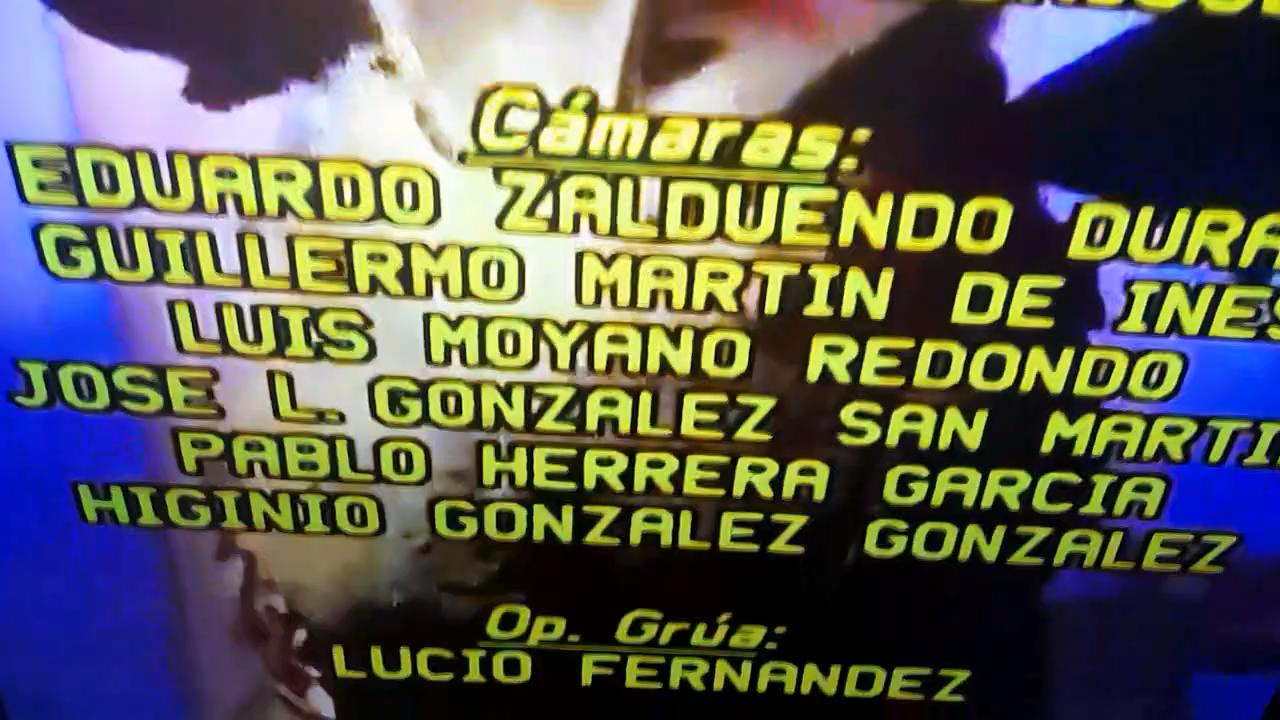 Cámaras:
EDUARDO ZALDUENDO
GUILLERMO MARTIN DE
LUIS MOYANO REDONDO
JOSE L. GONZALEZ SAN
PABLO HERRERA GARCIA
HIGINIO GONZALEZ GONZALEZ
Op. Grúa:
LUCIO FERNANDEZ